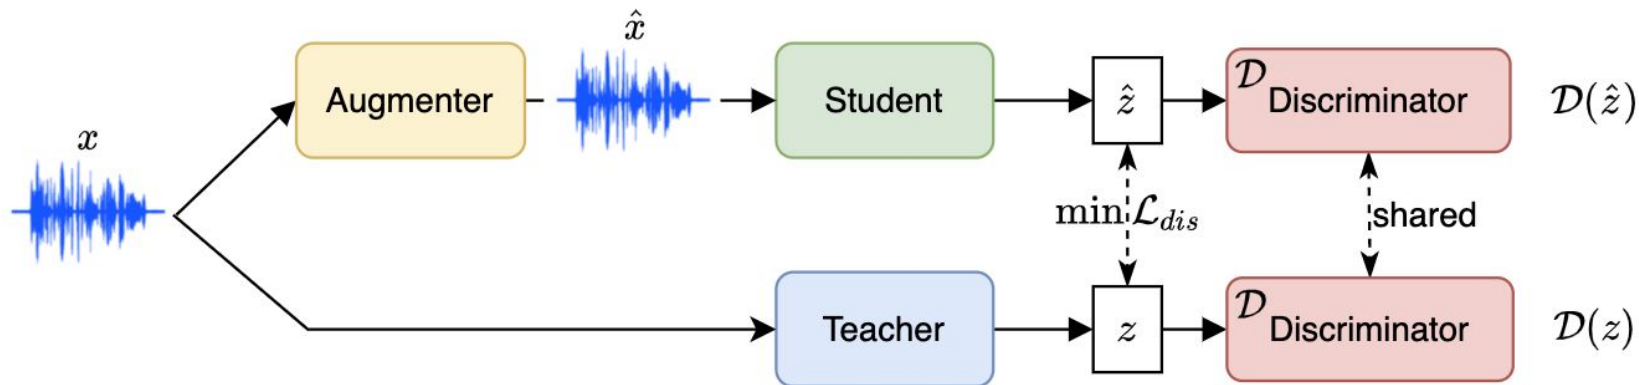 x
Augmenter
x̂
Student
ẑ
𝒟
Discriminator
𝒟(ẑ)
min ℒ_dis
shared
Teacher
z
𝒟
Discriminator
𝒟(z)